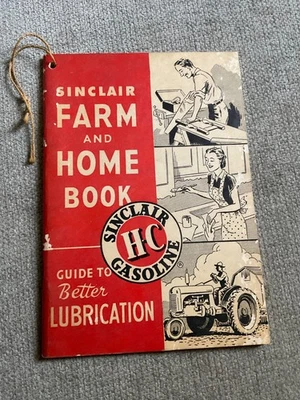 SINCLAIR
FARM
AND
HOME
BOOK
SINCLAIR
H-C
GASOLINE
GUIDE TO
Better
LUBRICATION